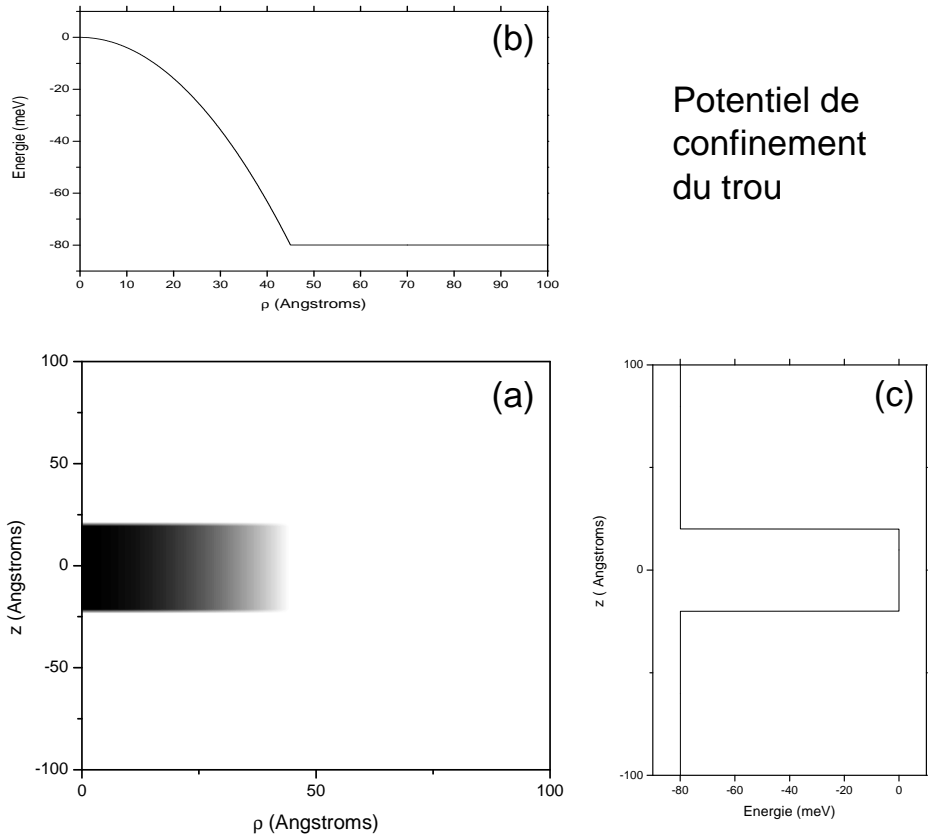 (b)
0
-20
-40
-60
-80
Energie (meV)
0 10 20 30 40 50 60 70 80 90 100
ρ (Angstroms)
Potentiel de
confinement
du trou
(a)
100
50
0
-50
-100
z (Angstroms)
0 50 100
ρ (Angstroms)
(c)
100
0
-100
z ( Angstroms)
-80 -60 -40 -20 0
Energie (meV)